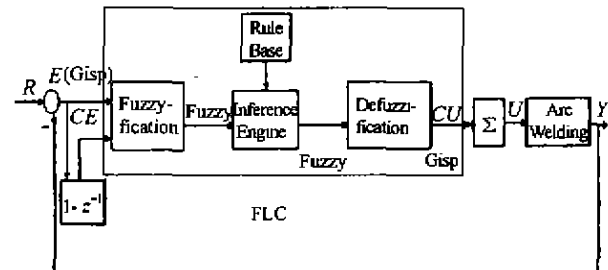 Rule
Base
R
E(Gisp)
CE
Fuzzy-
fication
Fuzzy
Inference
Engine
Fuzzy
Defuzzi-
fication
CU
Gisp
Σ
U
Arc
Welding
Y
-
1- z⁻¹
FLC